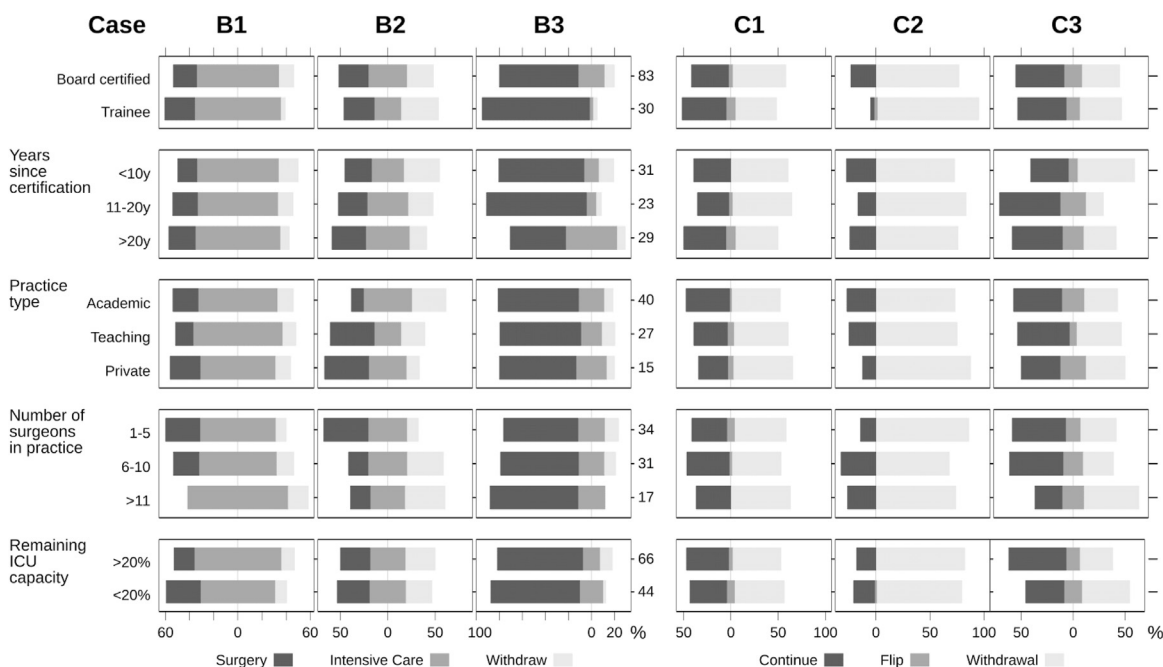 Case B1 B2 B3 C1 C2 C3
Board certified 83
Trainee 30
Years
since
certification
<10y 31
11-20y 23
>20y 29
Practice
type
Academic 40
Teaching 27
Private 15
Number of
surgeons
in practice
1-5 34
6-10 31
>11 17
Remaining
ICU
capacity
>20% 66
<20% 44
60 0 60 50 0 50 100 0 20 % 50 0 50 100 0 100 50 0 50 %
Surgery Intensive Care Withdraw Continue Flip Withdrawal